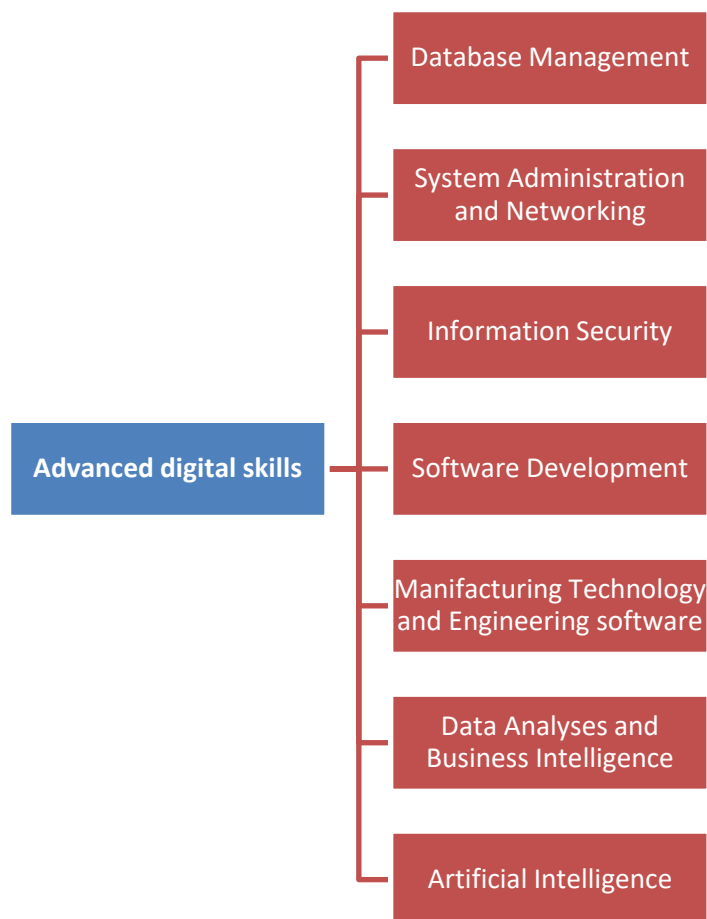 Database Management
System Administration
and Networking
Information Security
Advanced digital skills
Software Development
Manifacturing Technology
and Engineering software
Data Analyses and
Business Intelligence
Artificial Intelligence